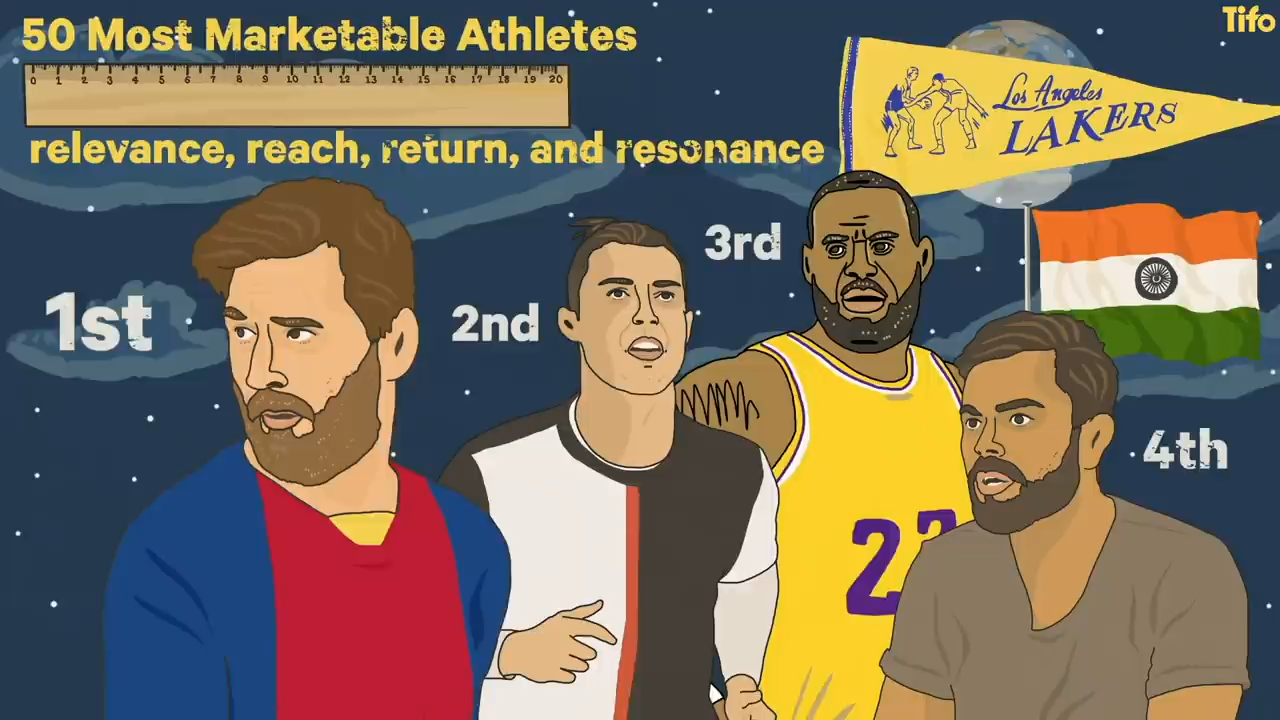 50 Most Marketable Athletes
Tifo
0 1 2 3 4 5 6 7 8 9 10 11 12 13 14 15 16 17 18 19 20
relevance, reach, return, and resonance
Los Angeles
LAKERS
1st
2nd
3rd
4th
23